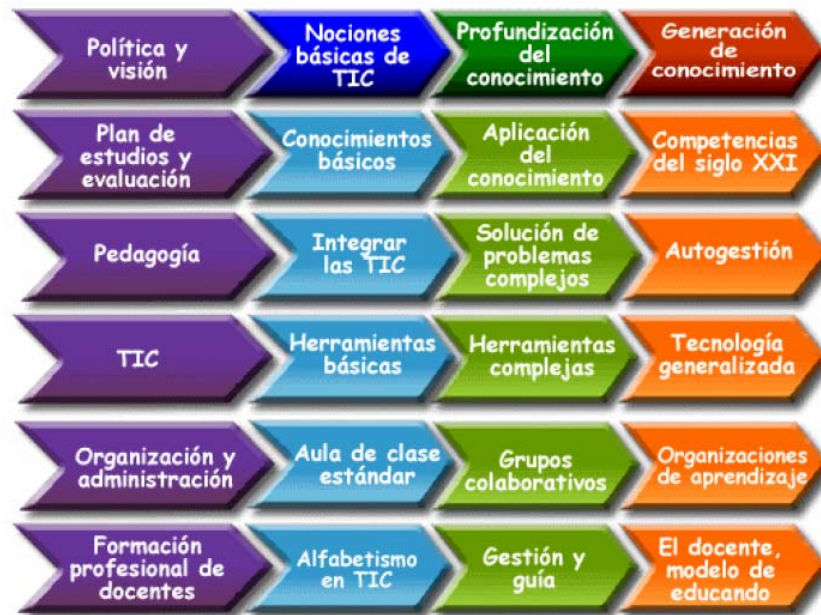 Política y
visión
Nociones
básicas de
TIC
Profundización
del
conocimiento
Generación
de
conocimiento
Plan de
estudios y
evaluación
Conocimientos
básicos
Aplicación
del
conocimiento
Competencias
del siglo XXI
Pedagogía
Integrar
las TIC
Solución de
problemas
complejos
Autogestión
TIC
Herramientas
básicas
Herramientas
complejas
Tecnología
generalizada
Organización y
administración
Aula de clase
estándar
Grupos
colaborativos
Organizaciones
de aprendizaje
Formación
profesional de
docentes
Alfabetismo
en TIC
Gestión y
guía
El docente,
modelo de
educando